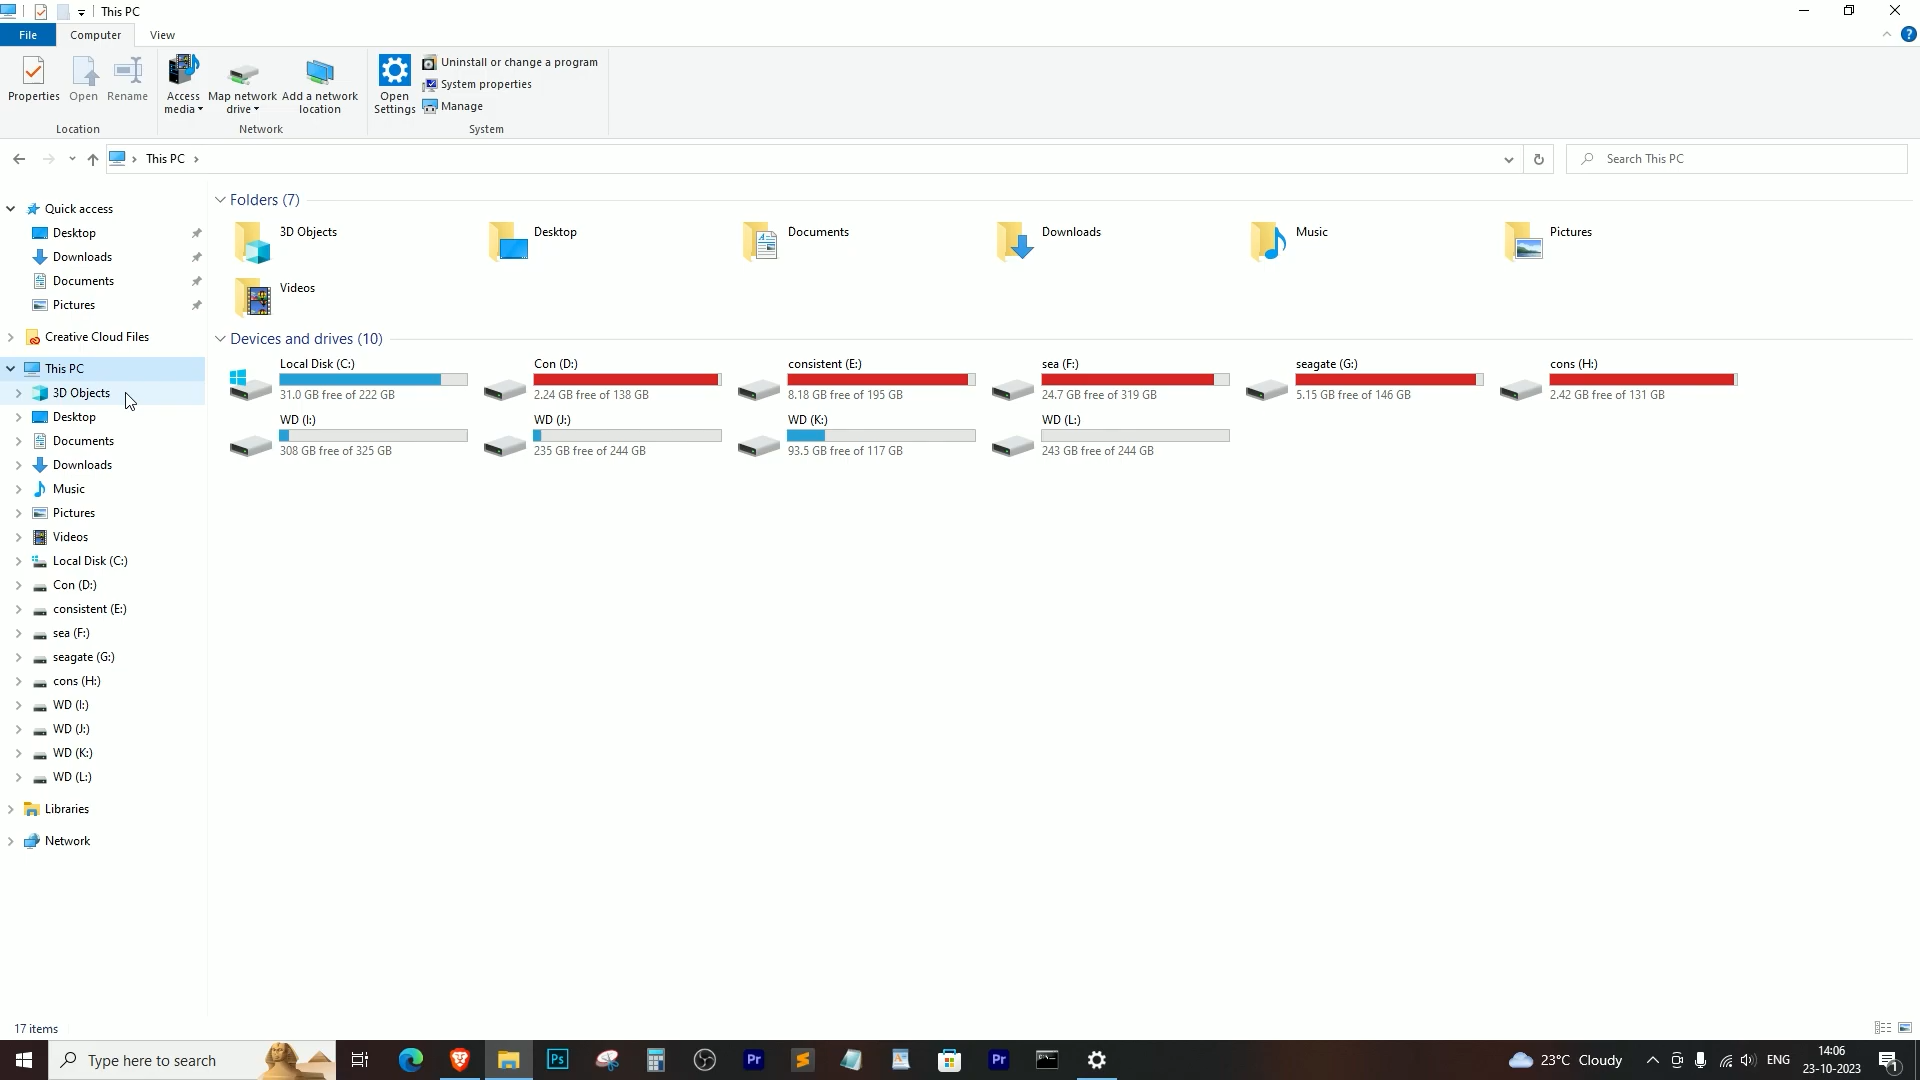 This PC
File Computer View
?
Properties Open Rename Access media Map network drive Add a network location Open Settings Uninstall or change a program
System properties
Manage
Location Network System
This PC
Search This PC
Quick access
Desktop
Downloads
Documents
Pictures
Creative Cloud Files
This PC
3D Objects
Desktop
Documents
Downloads
Music
Pictures
Videos
Local Disk (C:)
Con (D:)
consistent (E:)
sea (F:)
seagate (G:)
cons (H:)
WD (I:)
WD (J:)
WD (K:)
WD (L:)
Libraries
Network
Folders (7)
3D Objects Desktop Documents Downloads Music Pictures
Videos
Devices and drives (10)
Local Disk (C:) Con (D:) consistent (E:) sea (F:) seagate (G:) cons (H:)
31.0 GB free of 222 GB 2.24 GB free of 138 GB 8.18 GB free of 195 GB 24.7 GB free of 319 GB 5.15 GB free of 146 GB 2.42 GB free of 131 GB
WD (I:) WD (J:) WD (K:) WD (L:)
308 GB free of 325 GB 235 GB free of 244 GB 93.5 GB free of 117 GB 243 GB free of 244 GB
17 items
Type here to search Ps Pr Pr 23°C Cloudy ENG 14:06
23-10-2023 1